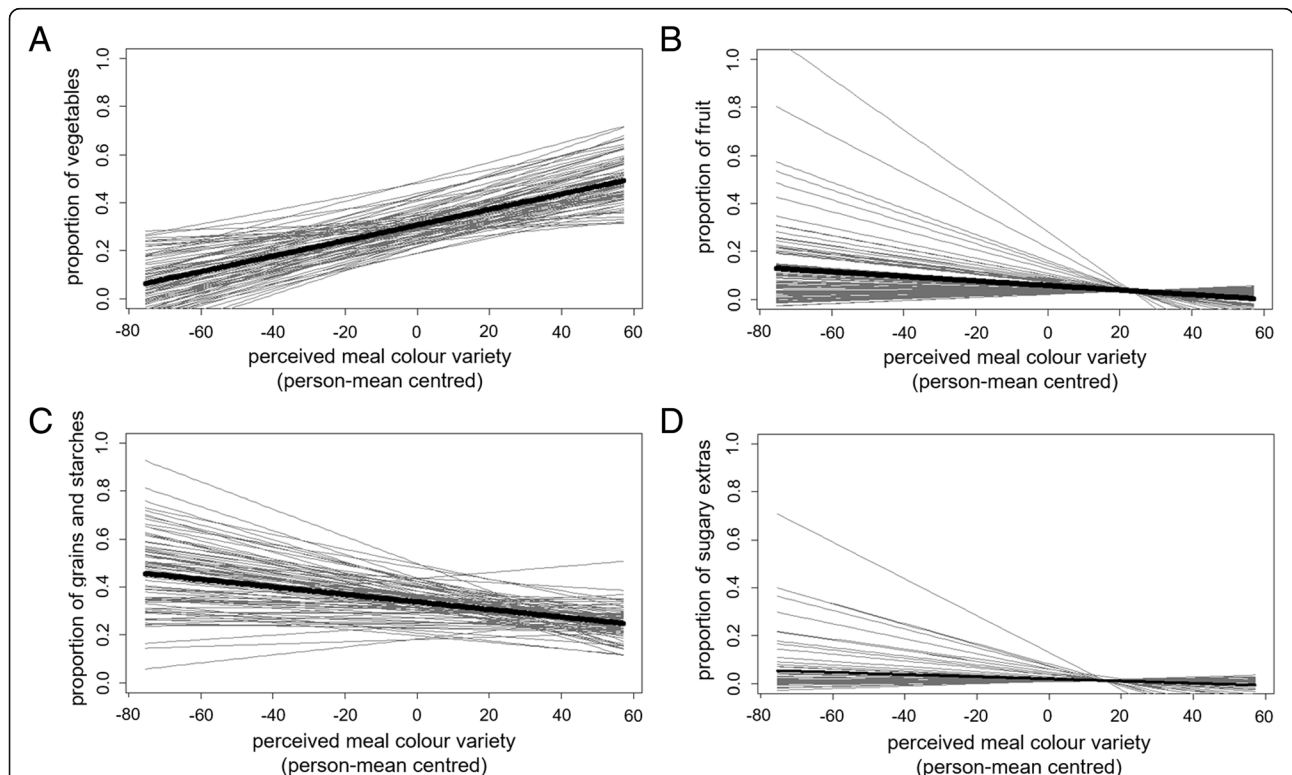 A
proportion of vegetables
0.0 0.2 0.4 0.6 0.8 1.0
-80 -60 -40 -20 0 20 40 60
perceived meal colour variety
(person-mean centred)
B
proportion of fruit
0.0 0.2 0.4 0.6 0.8 1.0
-80 -60 -40 -20 0 20 40 60
perceived meal colour variety
(person-mean centred)
C
proportion of grains and starches
0.0 0.2 0.4 0.6 0.8 1.0
-80 -60 -40 -20 0 20 40 60
perceived meal colour variety
(person-mean centred)
D
proportion of sugary extras
0.0 0.2 0.4 0.6 0.8 1.0
-80 -60 -40 -20 0 20 40 60
perceived meal colour variety
(person-mean centred)